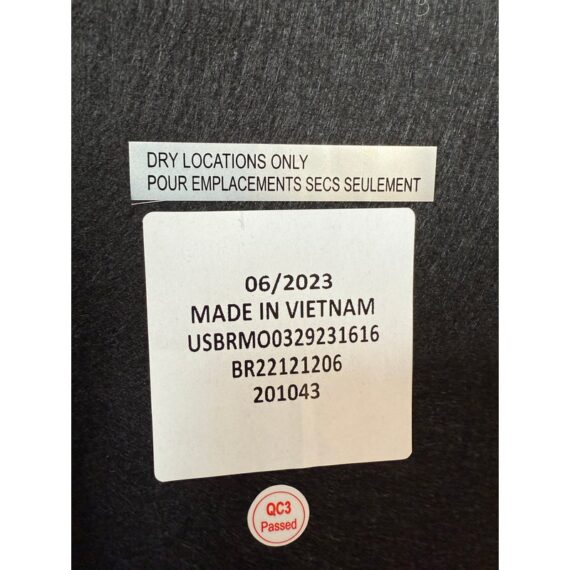 DRY LOCATIONS ONLY
POUR EMPLACEMENTS SECS SEULEMENT
06/2023
MADE IN VIETNAM
USBRMO0329231616
BR22121206
201043
QC3
Passed